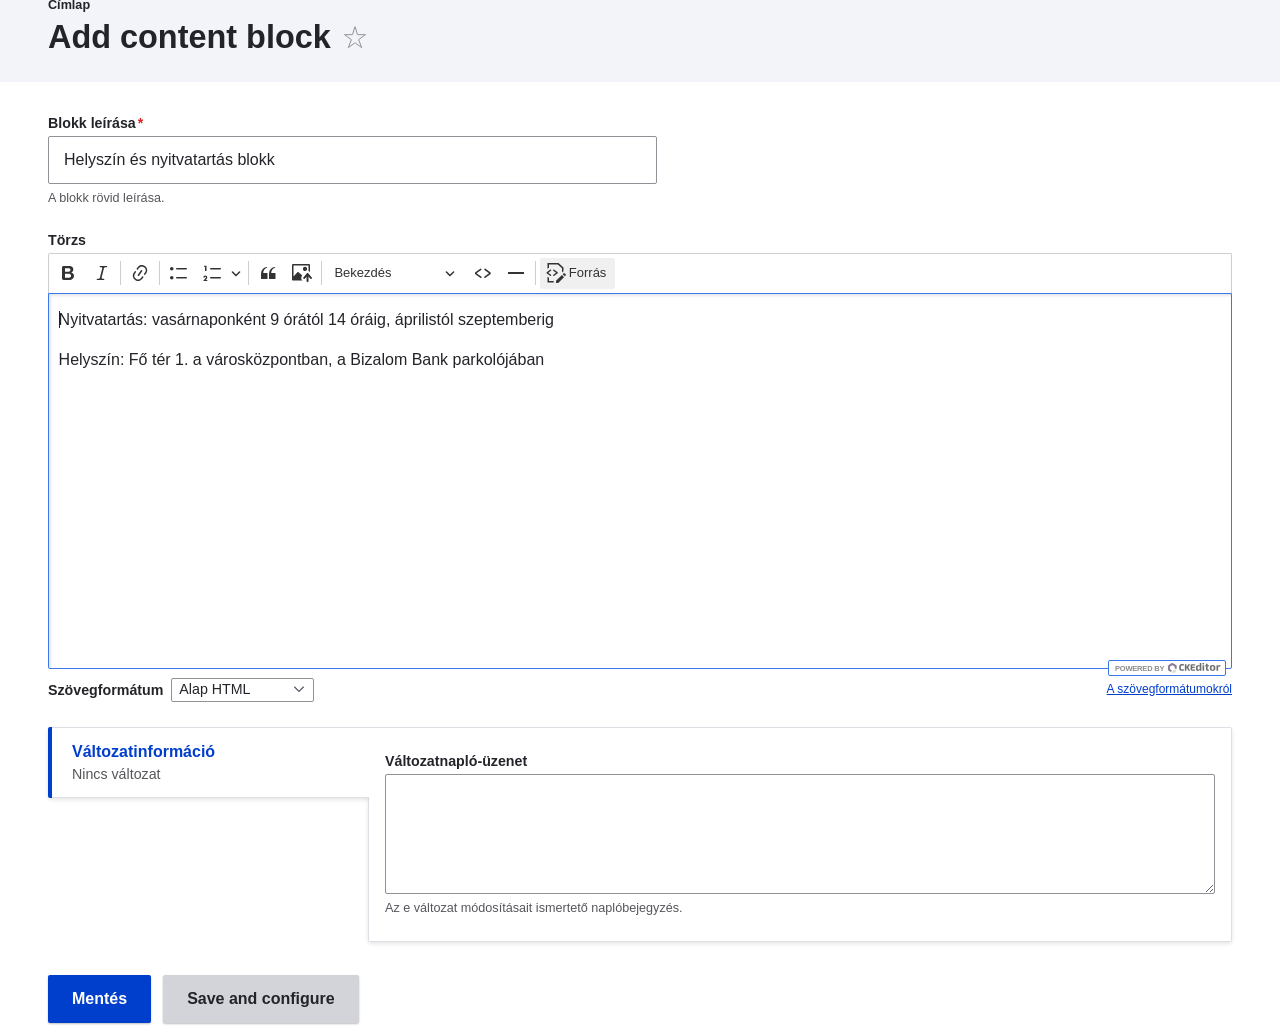 Címlap
Add content block
Blokk leírása*
Helyszín és nyitvatartás blokk
A blokk rövid leírása.
Törzs
Bekezdés
Forrás
Nyitvatartás: vasárnaponként 9 órától 14 óráig, áprilistól szeptemberig
Helyszín: Fő tér 1. a városközpontban, a Bizalom Bank parkolójában
POWERED BY CKEditor
Szövegformátum
Alap HTML
A szövegformátumokról
Változatinformáció
Nincs változat
Változatnapló-üzenet
Az e változat módosításait ismertető naplóbejegyzés.
Mentés
Save and configure